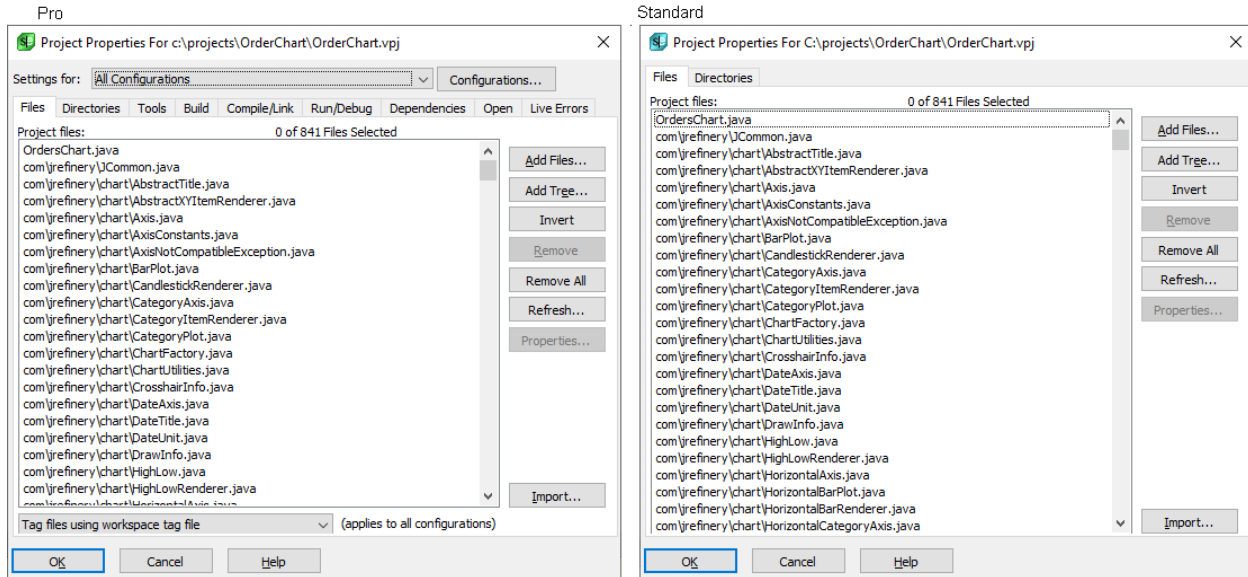 Pro
Project Properties For c:\projects\OrderChart\OrderChart.vpj
Settings for: All Configurations Configurations...
Files Directories Tools Build Compile/Link Run/Debug Dependencies Open Live Errors
Project files: 0 of 841 Files Selected
OrdersChart.java
com\jrefinery\JCommon.java
com\jrefinery\chart\AbstractTitle.java
com\jrefinery\chart\AbstractXYItemRenderer.java
com\jrefinery\chart\Axis.java
com\jrefinery\chart\AxisConstants.java
com\jrefinery\chart\AxisNotCompatibleException.java
com\jrefinery\chart\BarPlot.java
com\jrefinery\chart\CandlestickRenderer.java
com\jrefinery\chart\CategoryAxis.java
com\jrefinery\chart\CategoryItemRenderer.java
com\jrefinery\chart\CategoryPlot.java
com\jrefinery\chart\ChartFactory.java
com\jrefinery\chart\ChartUtilities.java
com\jrefinery\chart\CrosshairInfo.java
com\jrefinery\chart\DateAxis.java
com\jrefinery\chart\DateTitle.java
com\jrefinery\chart\DateUnit.java
com\jrefinery\chart\DrawInfo.java
com\jrefinery\chart\HighLow.java
com\jrefinery\chart\HighLowRenderer.java
com\jrefinery\chart\HorizontalAxis.java
Add Files...
Add Tree...
Invert
Remove
Remove All
Refresh...
Properties...
Import...
Tag files using workspace tag file (applies to all configurations)
OK Cancel Help
Standard
Project Properties For C:\projects\OrderChart\OrderChart.vpj
Files Directories
Project files: 0 of 841 Files Selected
OrdersChart.java
com\jrefinery\JCommon.java
com\jrefinery\chart\AbstractTitle.java
com\jrefinery\chart\AbstractXYItemRenderer.java
com\jrefinery\chart\Axis.java
com\jrefinery\chart\AxisConstants.java
com\jrefinery\chart\AxisNotCompatibleException.java
com\jrefinery\chart\BarPlot.java
com\jrefinery\chart\CandlestickRenderer.java
com\jrefinery\chart\CategoryAxis.java
com\jrefinery\chart\CategoryItemRenderer.java
com\jrefinery\chart\CategoryPlot.java
com\jrefinery\chart\ChartFactory.java
com\jrefinery\chart\ChartUtilities.java
com\jrefinery\chart\CrosshairInfo.java
com\jrefinery\chart\DateAxis.java
com\jrefinery\chart\DateTitle.java
com\jrefinery\chart\DateUnit.java
com\jrefinery\chart\DrawInfo.java
com\jrefinery\chart\HighLow.java
com\jrefinery\chart\HighLowRenderer.java
com\jrefinery\chart\HorizontalAxis.java
com\jrefinery\chart\HorizontalBarPlot.java
com\jrefinery\chart\HorizontalBarRenderer.java
com\jrefinery\chart\HorizontalCategoryAxis.java
Add Files...
Add Tree...
Invert
Remove
Remove All
Refresh...
Properties...
Import...
OK Cancel Help